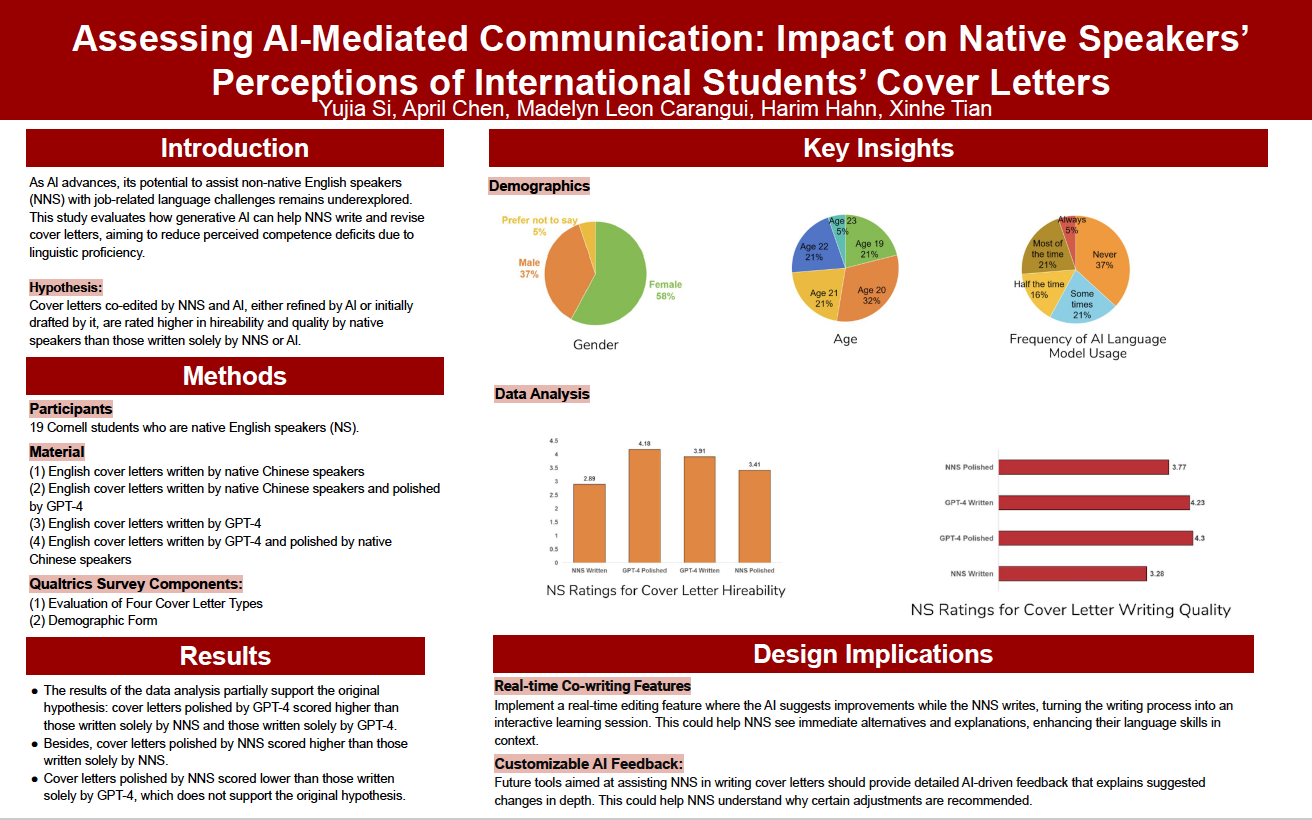 Assessing AI-Mediated Communication: Impact on Native Speakers’
Perceptions of International Students’ Cover Letters
Yujia Si, April Chen, Madelyn Leon Carangui, Harim Hahn, Xinhe Tian
Introduction
As AI advances, its potential to assist non-native English speakers
(NNS) with job-related language challenges remains underexplored.
This study evaluates how generative AI can help NNS write and revise
cover letters, aiming to reduce perceived competence deficits due to
linguistic proficiency.
Hypothesis:
Cover letters co-edited by NNS and AI, either refined by AI or initially
drafted by it, are rated higher in hireability and quality by native
speakers than those written solely by NNS or AI.
Methods
Participants
19 Cornell students who are native English speakers (NS).
Material
(1) English cover letters written by native Chinese speakers
(2) English cover letters written by native Chinese speakers and polished
by GPT-4
(3) English cover letters written by GPT-4
(4) English cover letters written by GPT-4 and polished by native
Chinese speakers
Qualtrics Survey Components:
(1) Evaluation of Four Cover Letter Types
(2) Demographic Form
Results
● The results of the data analysis partially support the original
hypothesis: cover letters polished by GPT-4 scored higher than
those written solely by NNS and those written solely by GPT-4.
● Besides, cover letters polished by NNS scored higher than those
written solely by NNS.
● Cover letters polished by NNS scored lower than those written
solely by GPT-4, which does not support the original hypothesis.
Key Insights
Demographics
Prefer not to say
5%
Male
37%
Female
58%
Gender
Age 23
5%
Age 22
21%
Age 19
21%
Age 21
21%
Age 20
32%
Age
Always
5%
Most of
the time
21%
Never
37%
Half the time
16%
Some
times
21%
Frequency of AI Language
Model Usage
Data Analysis
4.5
4
3.5
3
2.5
2
1.5
1
0.5
0
2.89
4.18
3.91
3.41
NNS Written
GPT-4 Polished
GPT-4 Written
NNS Polished
NS Ratings for Cover Letter Hireability
NNS Polished
3.77
GPT-4 Written
4.23
GPT-4 Polished
4.3
NNS Written
3.28
NS Ratings for Cover Letter Writing Quality
Design Implications
Real-time Co-writing Features
Implement a real-time editing feature where the AI suggests improvements while the NNS writes, turning the writing process into an
interactive learning session. This could help NNS see immediate alternatives and explanations, enhancing their language skills in
context.
Customizable AI Feedback:
Future tools aimed at assisting NNS in writing cover letters should provide detailed AI-driven feedback that explains suggested
changes in depth. This could help NNS understand why certain adjustments are recommended.